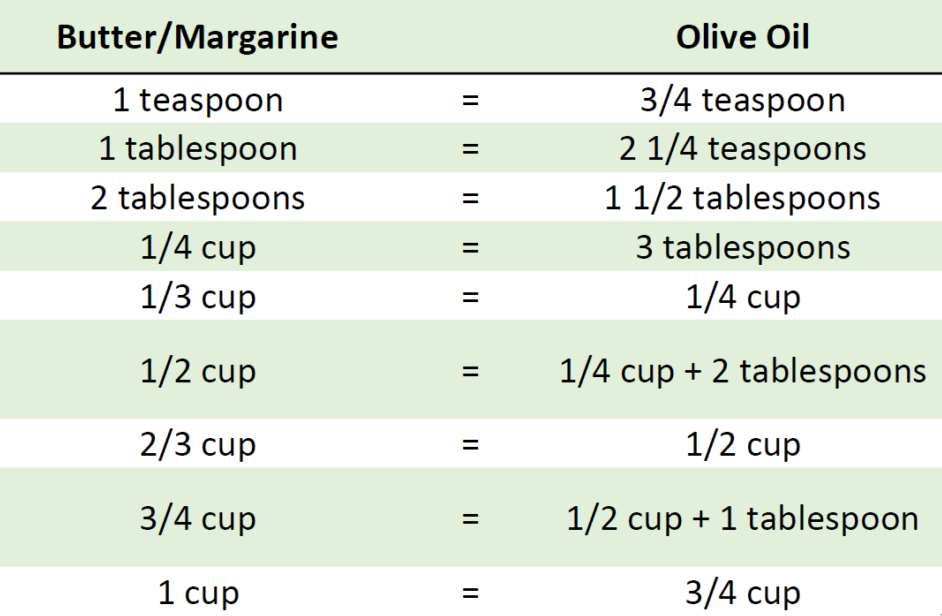 Butter/Margarine Olive Oil
1 teaspoon = 3/4 teaspoon
1 tablespoon = 2 1/4 teaspoons
2 tablespoons = 1 1/2 tablespoons
1/4 cup = 3 tablespoons
1/3 cup = 1/4 cup
1/2 cup = 1/4 cup + 2 tablespoons
2/3 cup = 1/2 cup
3/4 cup = 1/2 cup + 1 tablespoon
1 cup = 3/4 cup